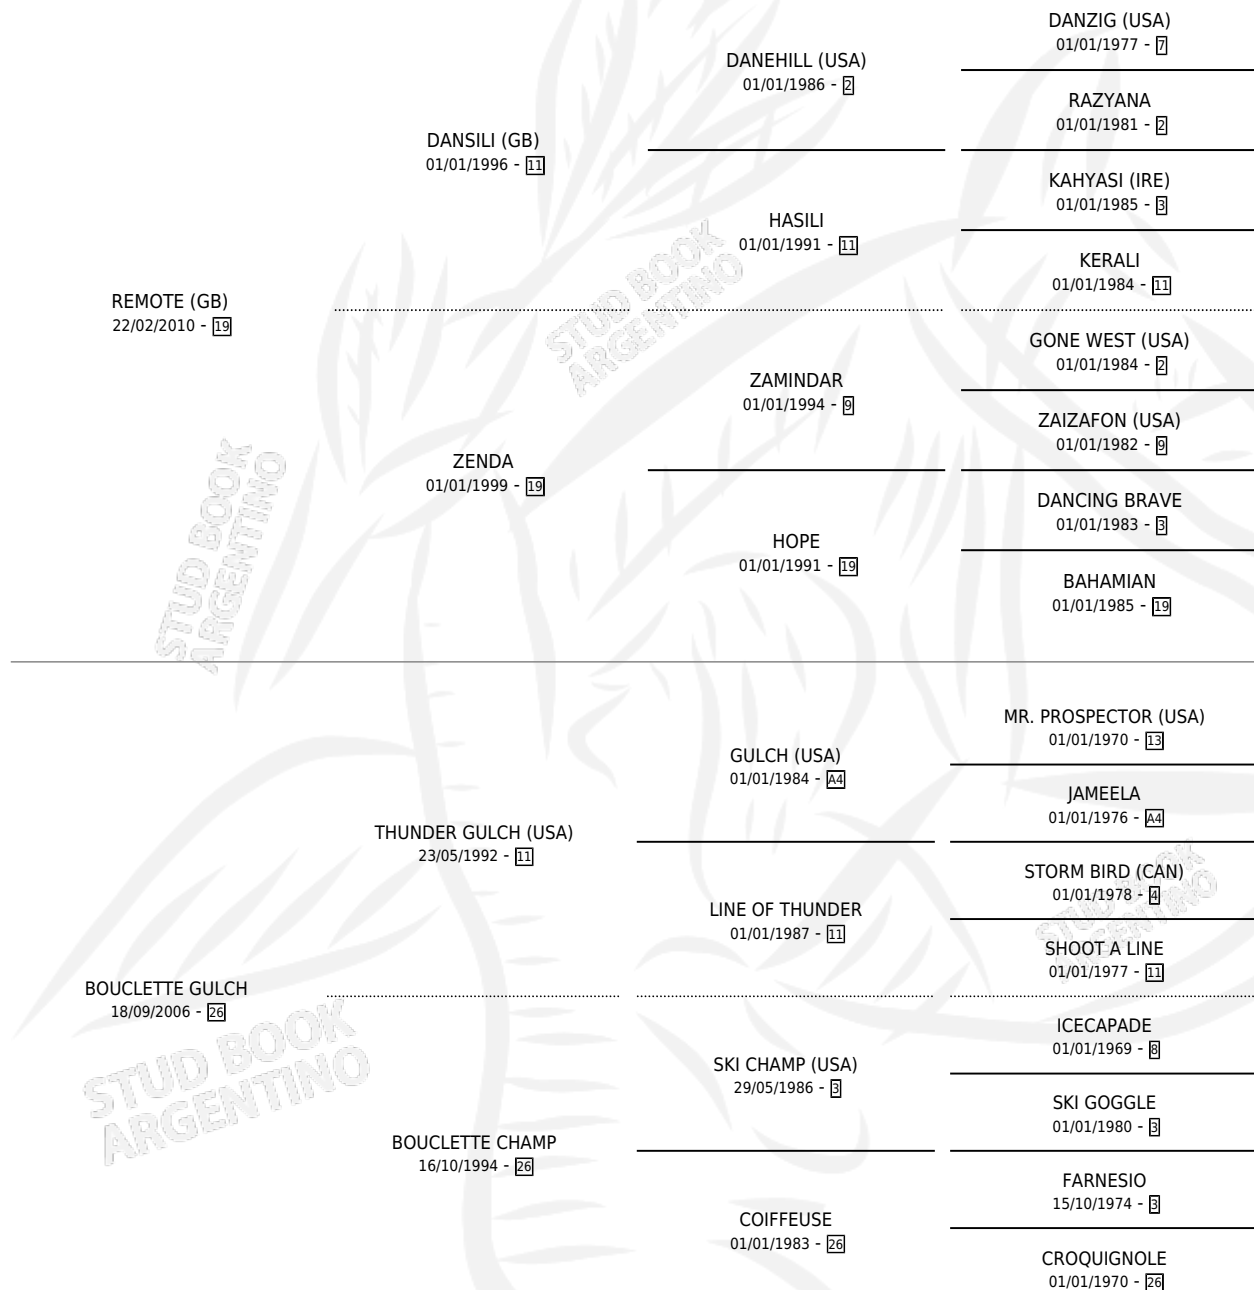 DANZIG (USA)
01/01/1977 - 7
DANEHILL (USA)
01/01/1986 - 2
RAZYANA
01/01/1981 - 2
DANSILI (GB)
01/01/1996 - 11
KAHYASI (IRE)
01/01/1985 - 3
HASILI
01/01/1991 - 11
KERALI
01/01/1984 - 11
REMOTE (GB)
22/02/2010 - 19
STUD BOOK
ARGENTINO
GONE WEST (USA)
01/01/1984 - 2
ZAMINDAR
01/01/1994 - 9
ZAIZAFON (USA)
01/01/1982 - 9
ZENDA
01/01/1999 - 19
STUD BOOK
ARGENTINO
DANCING BRAVE
01/01/1983 - 3
HOPE
01/01/1991 - 19
BAHAMIAN
01/01/1985 - 19
MR. PROSPECTOR (USA)
01/01/1970 - 13
GULCH (USA)
01/01/1984 - A4
JAMEELA
01/01/1976 - A4
THUNDER GULCH (USA)
23/05/1992 - 11
STORM BIRD (CAN)
01/01/1978 - 4
STUD BOOK
ARGENTINO
LINE OF THUNDER
01/01/1987 - 11
SHOOT A LINE
01/01/1977 - 11
BOUCLETTE GULCH
18/09/2006 - 26
STUD BOOK
ARGENTINO
ICECAPADE
01/01/1969 - 8
SKI CHAMP (USA)
29/05/1986 - 3
SKI GOGGLE
01/01/1980 - 3
BOUCLETTE CHAMP
16/10/1994 - 26
FARNESIO
15/10/1974 - 3
COIFFEUSE
01/01/1983 - 26
CROQUIGNOLE
01/01/1970 - 26